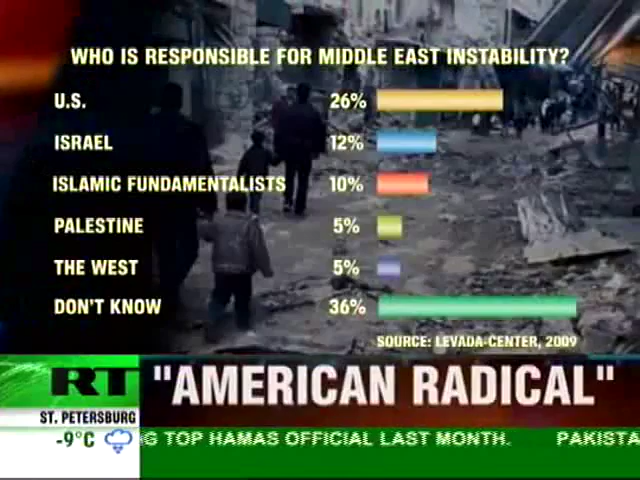 WHO IS RESPONSIBLE FOR MIDDLE EAST INSTABILITY?
U.S. 26%
ISRAEL 12%
ISLAMIC FUNDAMENTALISTS 10%
PALESTINE 5%
THE WEST 5%
DON'T KNOW 36%
SOURCE: LEVADA-CENTER, 2009
RT "AMERICAN RADICAL"
ST. PETERSBURG
-9°C G TOP HAMAS OFFICIAL LAST MONTH. PAKISTA